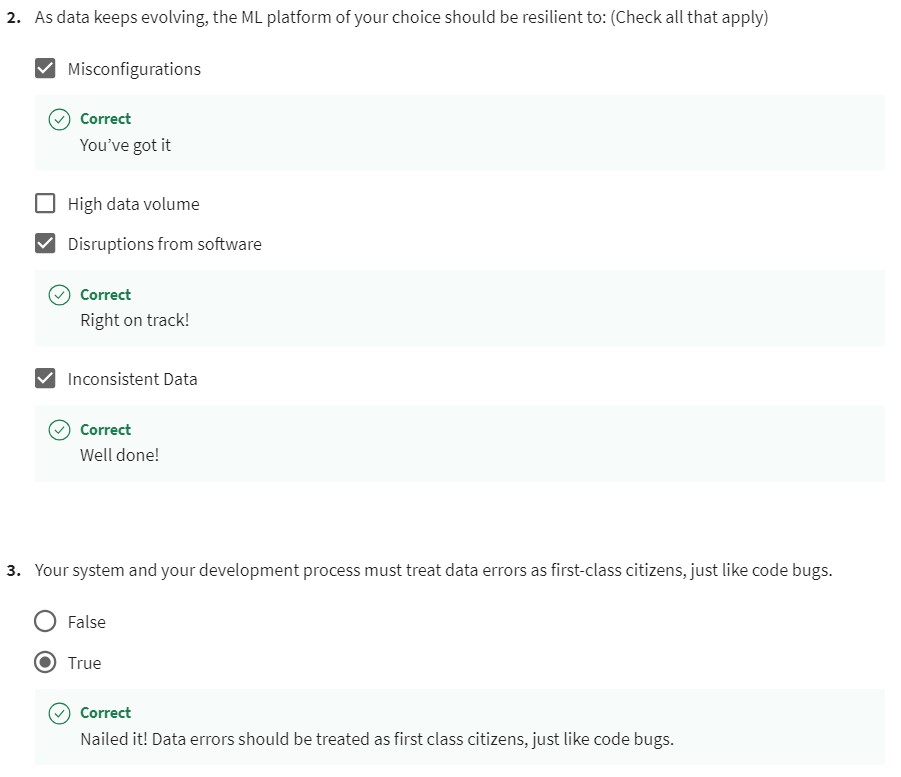 2. As data keeps evolving, the ML platform of your choice should be resilient to: (Check all that apply)
Misconfigurations
Correct
You’ve got it
High data volume
Disruptions from software
Correct
Right on track!
Inconsistent Data
Correct
Well done!
3. Your system and your development process must treat data errors as first-class citizens, just like code bugs.
False
True
Correct
Nailed it! Data errors should be treated as first class citizens, just like code bugs.